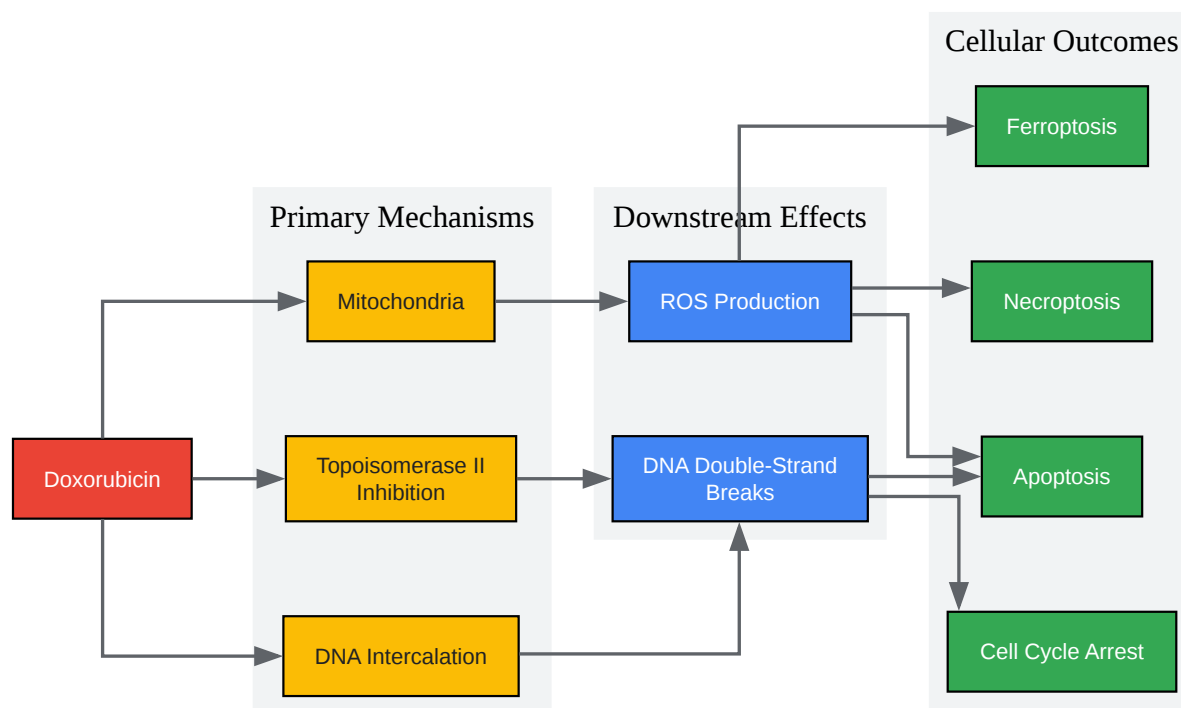 Cellular Outcomes
Ferroptosis
Primary Mechanisms
Downstream Effects
Mitochondria
ROS Production
Necroptosis
Doxorubicin
Topoisomerase II
Inhibition
DNA Double-Strand
Breaks
Apoptosis
DNA Intercalation
Cell Cycle Arrest